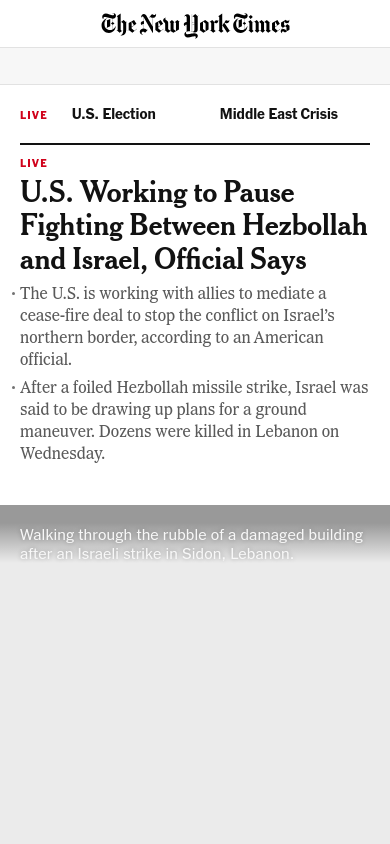 The New York Times
LIVE U.S. Election Middle East Crisis
LIVE
U.S. Working to Pause
Fighting Between Hezbollah
and Israel, Official Says
· The U.S. is working with allies to mediate a
cease-fire deal to stop the conflict on Israel’s
northern border, according to an American
official.
· After a foiled Hezbollah missile strike, Israel was
said to be drawing up plans for a ground
maneuver. Dozens were killed in Lebanon on
Wednesday.
Walking through the rubble of a damaged building
after an Israeli strike in Sidon, Lebanon.